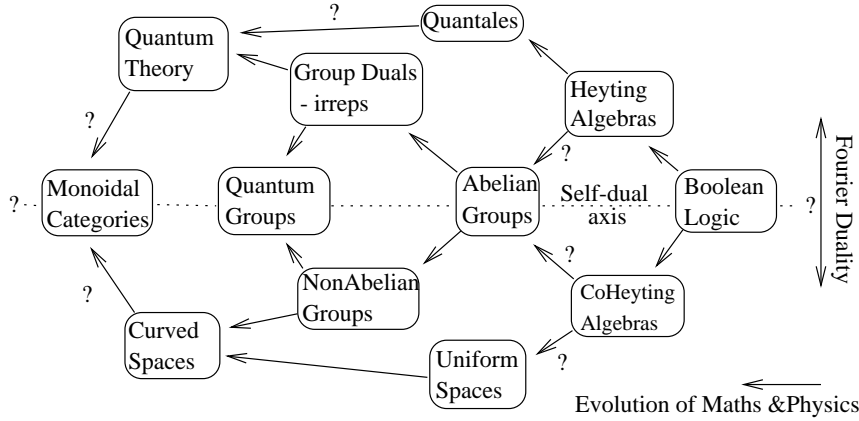 ?
Quantales
Quantum
Theory
Group Duals
- irreps
Heyting
Algebras
?
?
Monoidal
Categories
Quantum
Groups
Abelian
Groups
Self-dual
axis
Boolean
Logic
?
?
Fourier Duality
?
?
NonAbelian
Groups
CoHeyting
Algebras
Curved
Spaces
Uniform
Spaces
?
Evolution of Maths &Physics